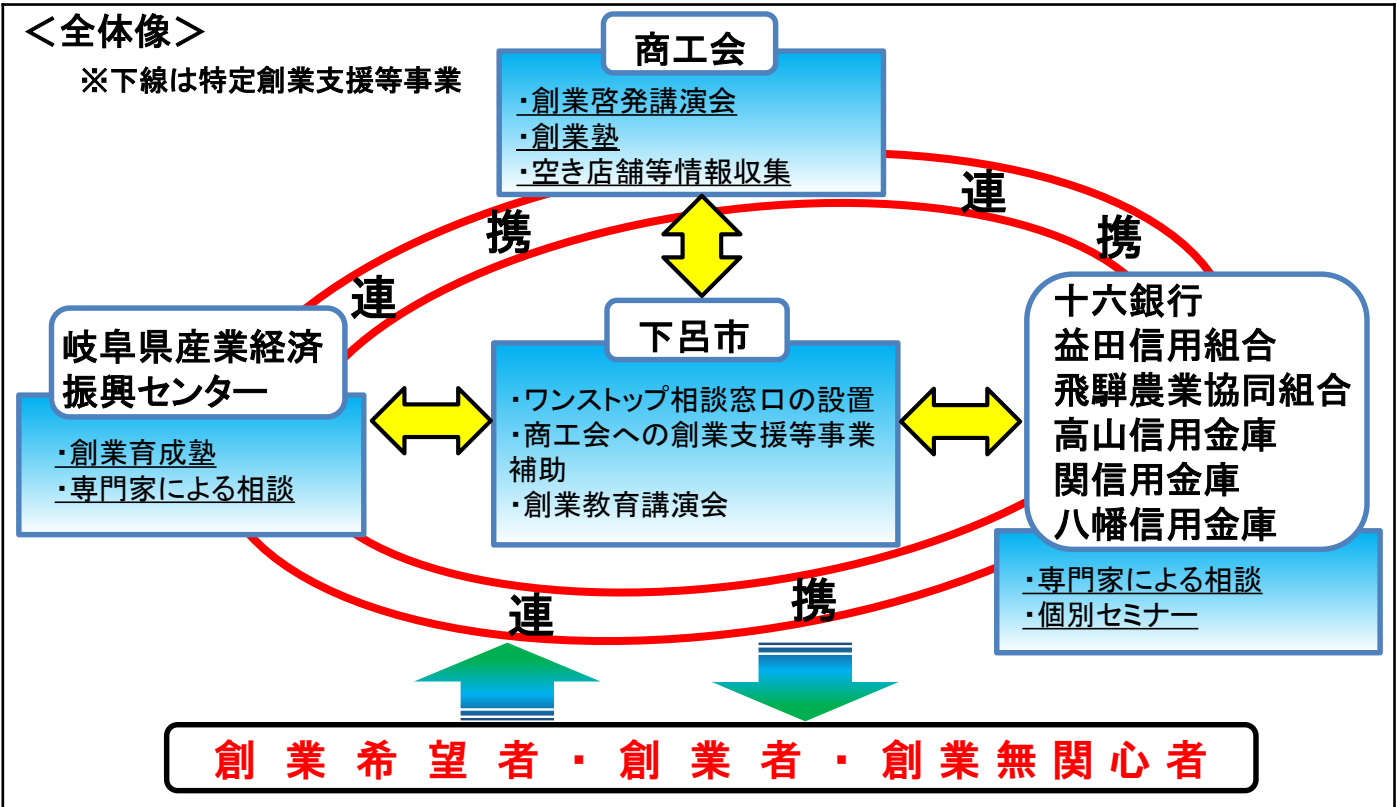 ＜全体像＞
※下線は特定創業支援等事業
商工会
・創業啓発講演会
・創業塾
・空き店舗等情報収集
連
携
連
携
岐阜県産業経済
振興センター
・創業育成塾
・専門家による相談
下呂市
・ワンストップ相談窓口の設置
・商工会への創業支援等事業
補助
・創業教育講演会
十六銀行
益田信用組合
飛騨農業協同組合
高山信用金庫
関信用金庫
八幡信用金庫
・専門家による相談
・個別セミナー
連
携
創業希望者・創業者・創業無関心者